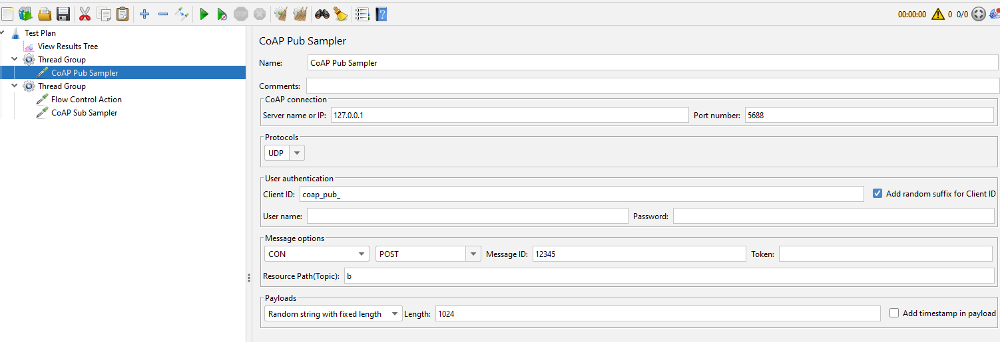 00:00:00 0 0/0
Test Plan
View Results Tree
Thread Group
CoAP Pub Sampler
Thread Group
Flow Control Action
CoAP Sub Sampler
CoAP Pub Sampler
Name: CoAP Pub Sampler
Comments:
CoAP connection
Server name or IP: 127.0.0.1 Port number: 5688
Protocols
UDP
User authentication
Client ID: coap_pub_ Add random suffix for Client ID
User name: Password:
Message options
CON POST Message ID: 12345 Token:
Resource Path(Topic): b
Payloads
Random string with fixed length Length: 1024 Add timestamp in payload